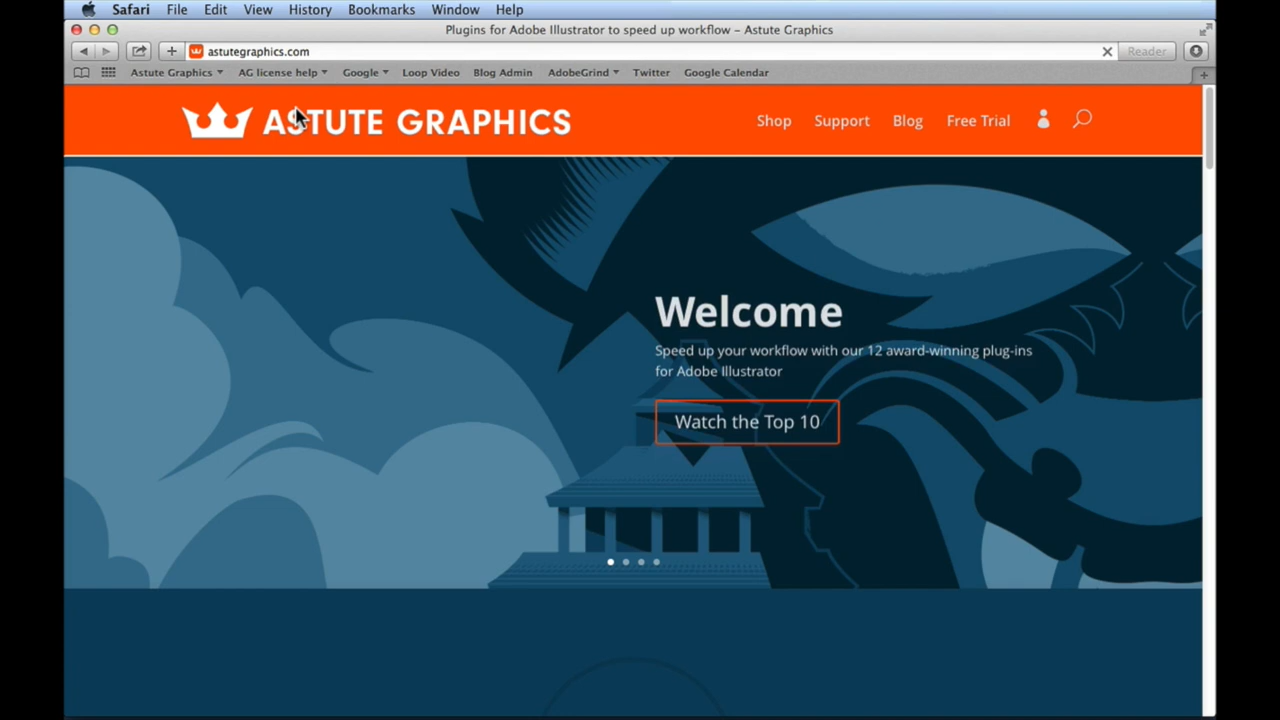 Safari File Edit View History Bookmarks Window Help
Plugins for Adobe Illustrator to speed up workflow – Astute Graphics
astutegraphics.com
Reader
Astute Graphics AG license help Google Loop Video Blog Admin AdobeGrind Twitter Google Calendar
ASTUTE GRAPHICS
Shop Support Blog Free Trial
Welcome
Speed up your workflow with our 12 award-winning plug-ins
for Adobe Illustrator
Watch the Top 10